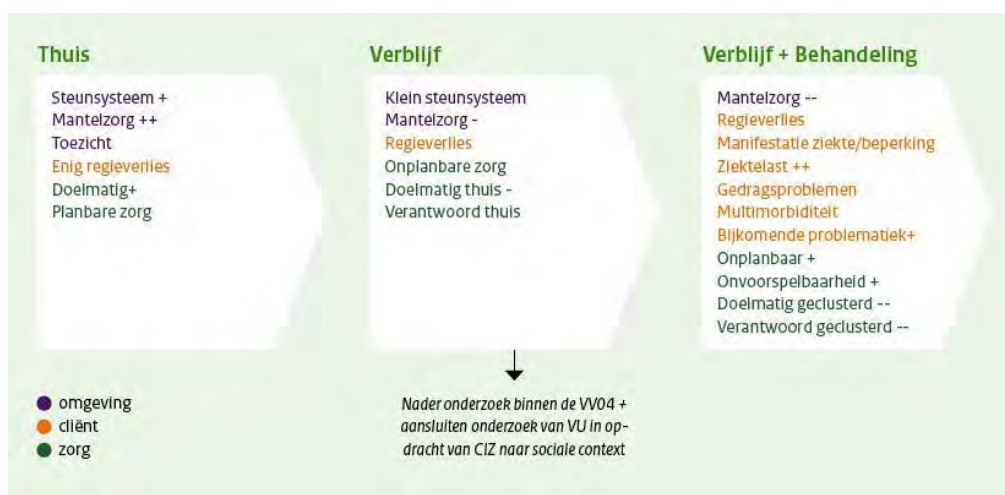 Thuis
Steunsysteem +
Mantelzorg ++
Toezicht
Enig regieverlies
Doelmatig+
Planbare zorg
Verblijf
Klein steunsysteem
Mantelzorg -
Regieverlies
Onplanbare zorg
Doelmatig thuis -
Verantwoord thuis
Verblijf + Behandeling
Mantelzorg --
Regieverlies
Manifestatie ziekte/beperking
Ziektelast ++
Gedragsproblemen
Multimorbiditeit
Bijkomende problematiek+
Onplanbaar +
Onvoorspelbaarheid +
Doelmatig geclusterd --
Verantwoord geclusterd --
omgeving
cliënt
zorg
Nader onderzoek binnen de VV04 +
aansluiten onderzoek van VU in op-
dracht van CIZ naar sociale context